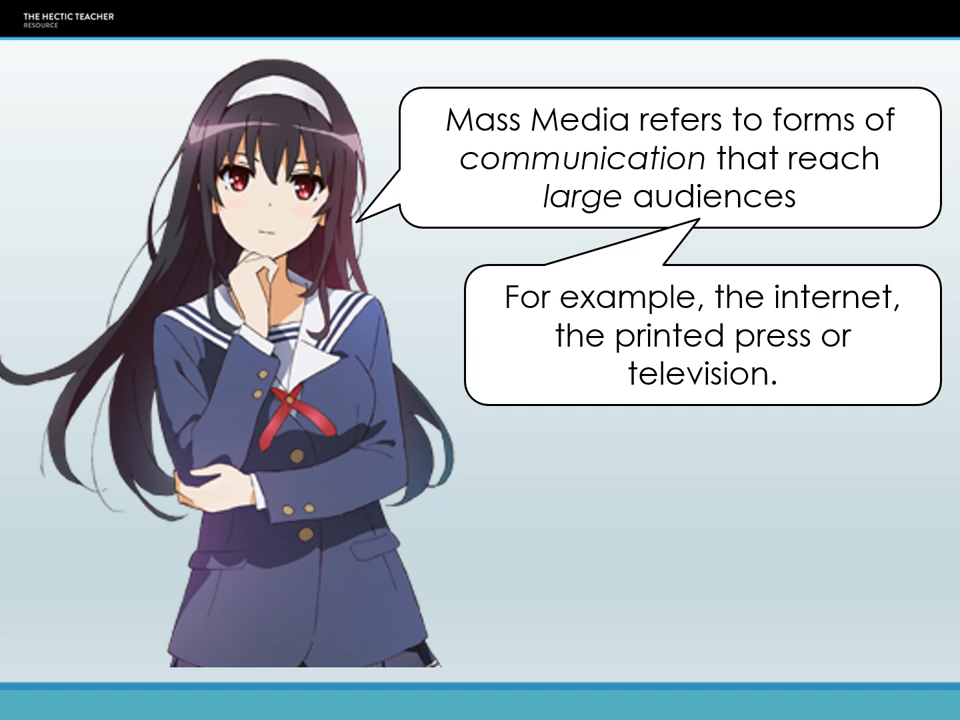 THE HECTIC TEACHER
RESOURCE
Mass Media refers to forms of
communication that reach
large audiences
For example, the internet,
the printed press or
television.